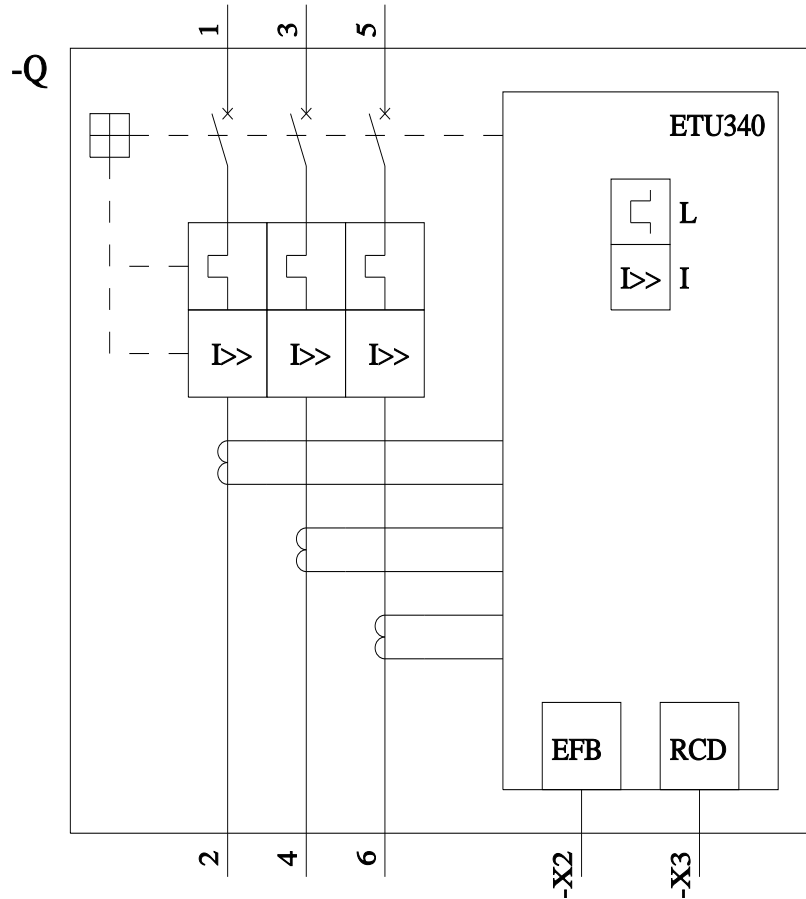 1 3 5
-Q
ETU340
L
I>> I
I>> I>> I>>
EFB RCD
2 4 6 -X2 -X3